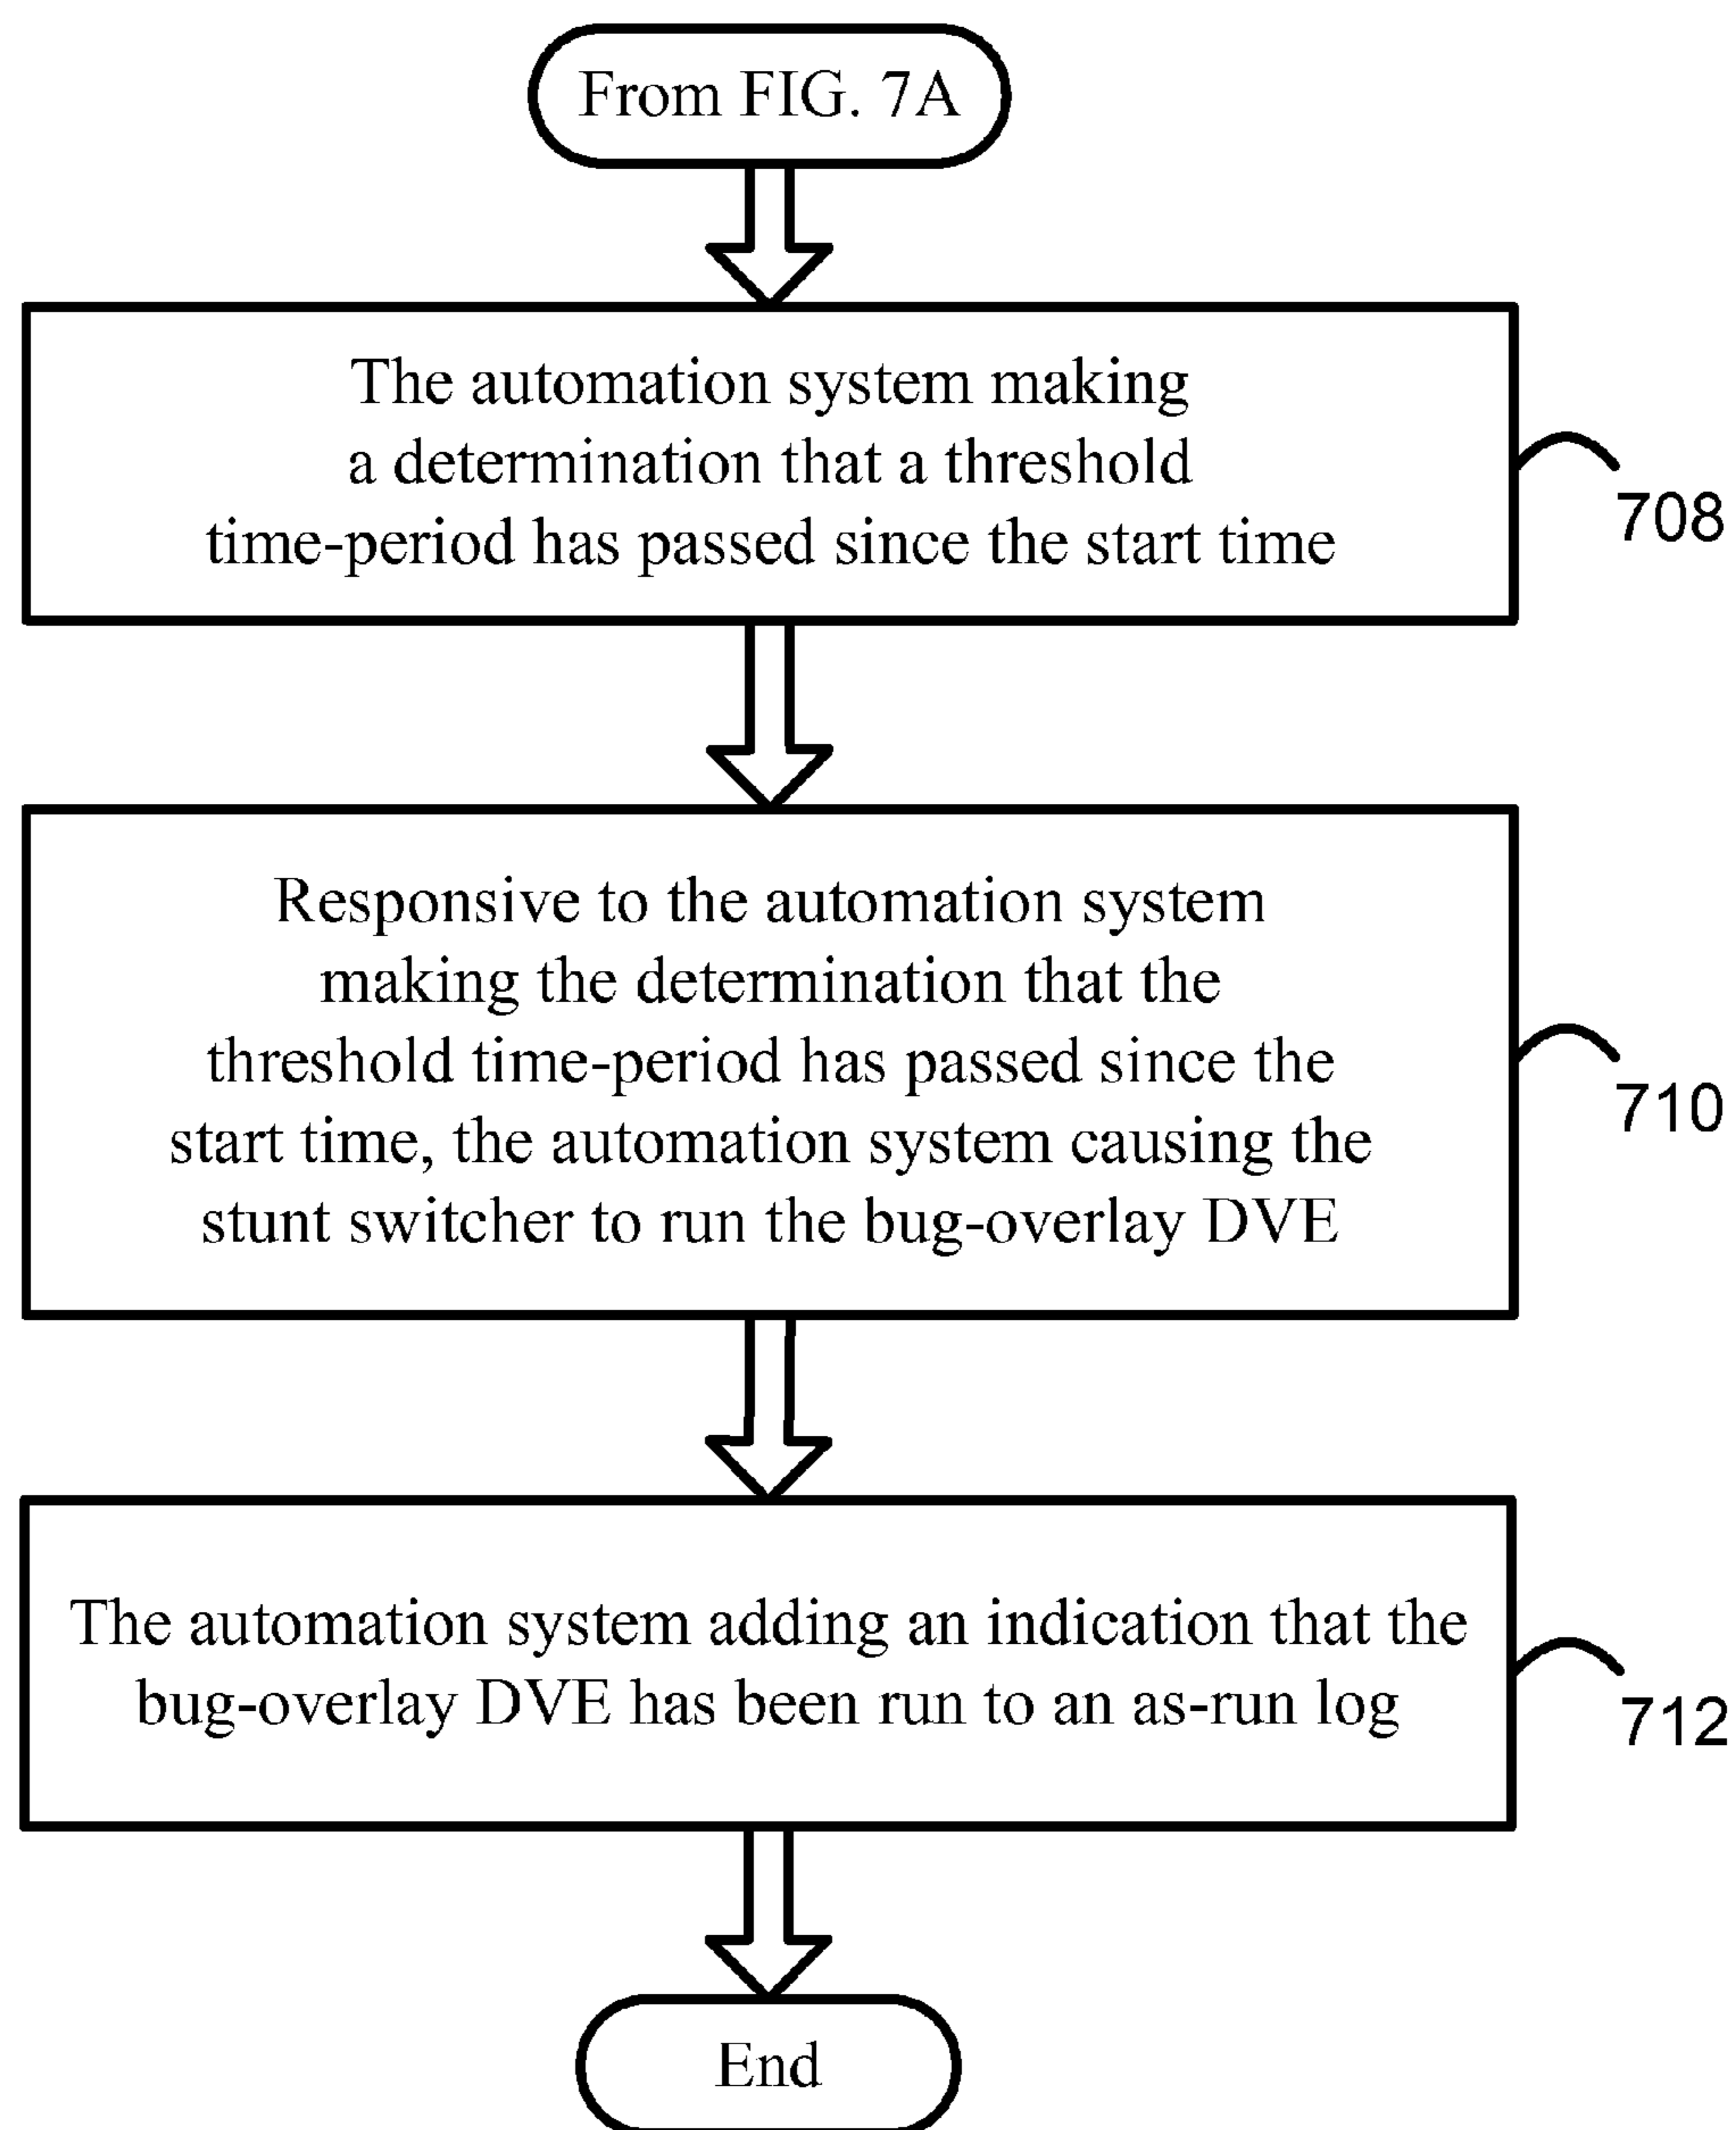 From FIG. 7A
The automation system making
a determination that a threshold
time-period has passed since the start time
708
Responsive to the automation system
making the determination that the
threshold time-period has passed since the
start time, the automation system causing the
stunt switcher to run the bug-overlay DVE
710
The automation system adding an indication that the
bug-overlay DVE has been run to an as-run log
712
End